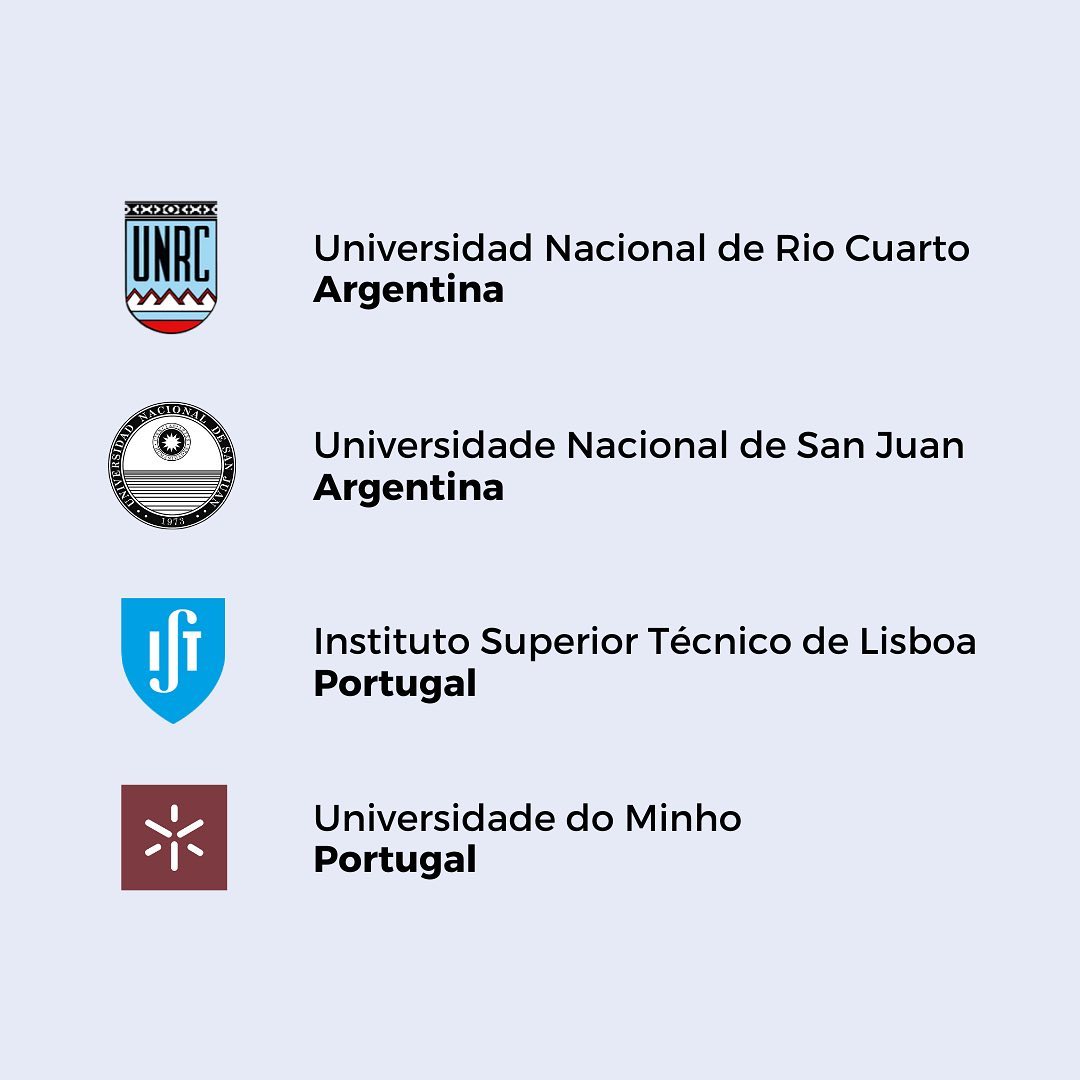 UNRC
Universidad Nacional de Rio Cuarto
Argentina
UNIVERSIDAD NACIONAL DE SAN JUAN
1973
Universidade Nacional de San Juan
Argentina
IST
Instituto Superior Técnico de Lisboa
Portugal
Universidade do Minho
Portugal